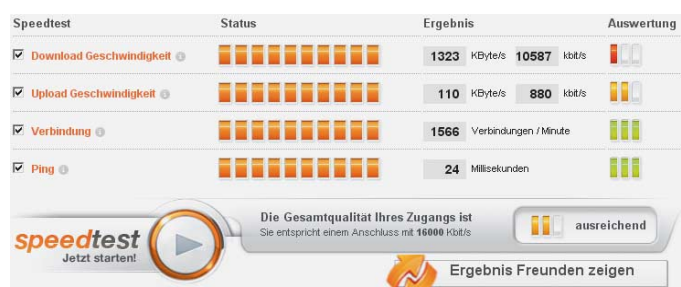 Speedtest Status Ergebnis Auswertung
Download Geschwindigkeit 1323 KByte/s 10587 kbit/s
Upload Geschwindigkeit 110 KByte/s 880 kbit/s
Verbindung 1566 Verbindungen / Minute
Ping 24 Millisekunden
Die Gesamtqualität Ihres Zugangs ist
Sie entspricht einem Anschluss mit 16000 Kbit/s
ausreichend
speedtest
Jetzt starten!
Ergebnis Freunden zeigen